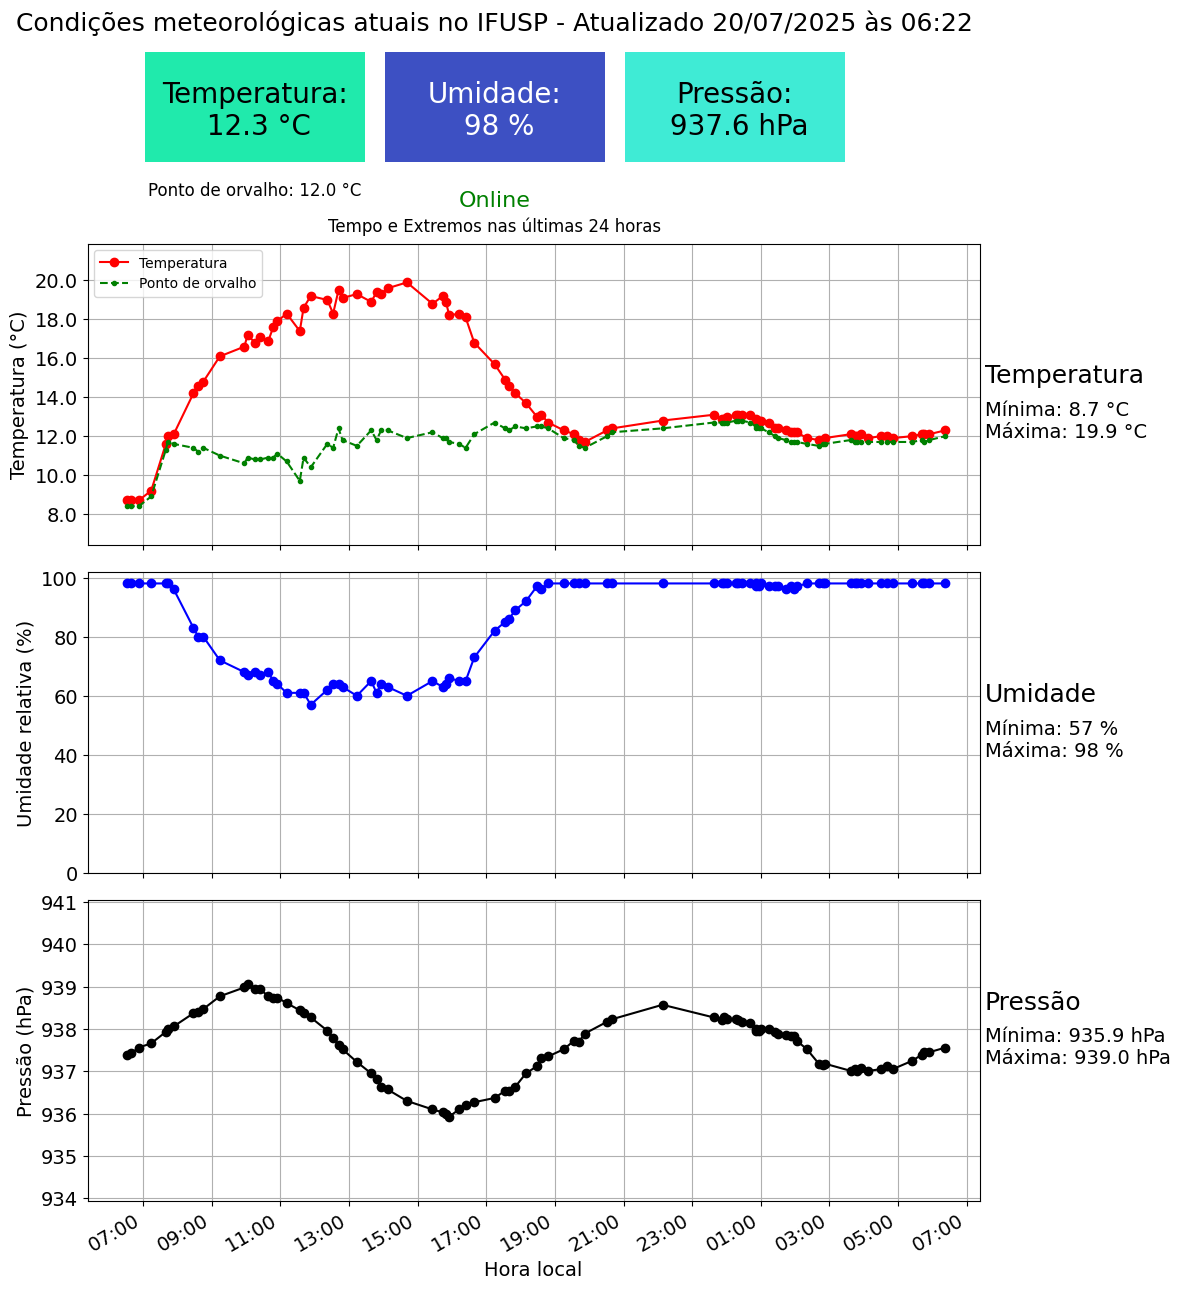 Condições meteorológicas atuais no IFUSP - Atualizado 20/07/2025 às 06:22
Temperatura:
12.3 °C
Umidade:
98 %
Pressão:
937.6 hPa
Ponto de orvalho: 12.0 °C
Online
Tempo e Extremos nas últimas 24 horas
Temperatura
Ponto de orvalho
Temperatura (°C)
20.0
18.0
16.0
14.0
12.0
10.0
8.0
Temperatura
Mínima: 8.7 °C
Máxima: 19.9 °C
Umidade relativa (%)
100
80
60
40
20
0
Umidade
Mínima: 57 %
Máxima: 98 %
Pressão (hPa)
941
940
939
938
937
936
935
934
Pressão
Mínima: 935.9 hPa
Máxima: 939.0 hPa
07:00 09:00 11:00 13:00 15:00 17:00 19:00 21:00 23:00 01:00 03:00 05:00 07:00
Hora local